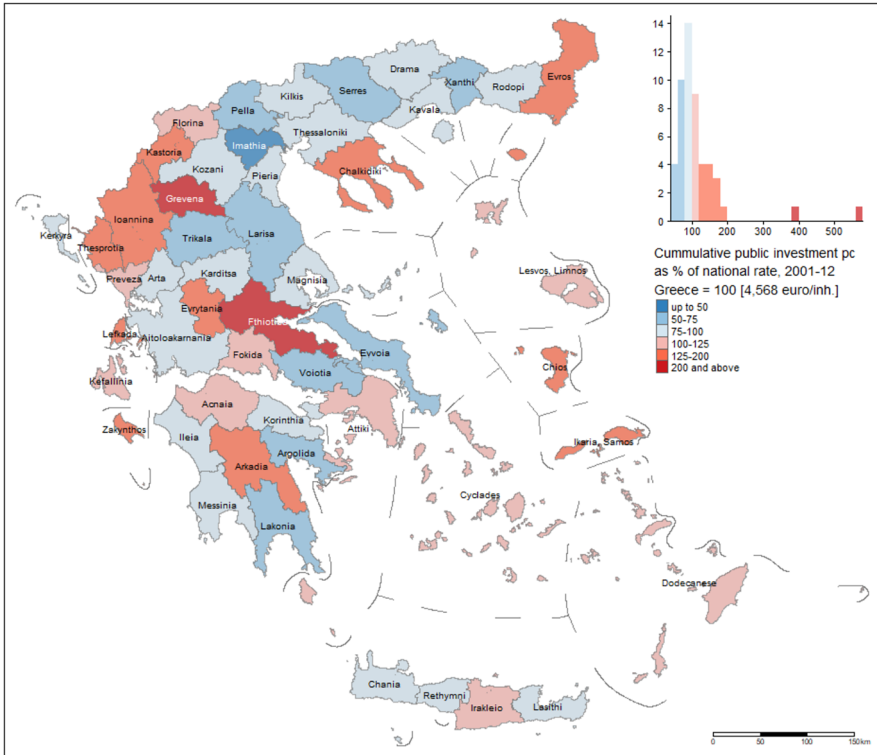 14
12
10
8
6
4
2
0
100 200 300 400 500
Cummulative public investment pc
as % of national rate, 2001-12
Greece = 100 [4,568 euro/inh.]
up to 50
50-75
75-100
100-125
125-200
200 and above
Drama
Evros
Xanthi
Serres
Rodopi
Kilkis
Kavala
Pella
Florina
Thessaloniki
Imathia
Kastoria
Kozani
Pieria
Chalkidiki
Grevena
Ioannina
Larisa
Kerkyra
Trikala
Thesprotia
Lesvos, Limnos
Karditsa
Preveza
Arta
Magnisia
Evrytania
Fthiotida
Lefkada
Aitoloakarnania
Fokida
Evvoia
Chios
Voiotia
Kefallinia
Acnaia
Korinthia
Zakynthos
Attiki
Ileia
Ikaria, Samos
Argolida
Arkadia
Cyclades
Messinia
Lakonia
Dodecanese
Chania
Rethymni
Irakleio
Lasithi
0 50 100 150km